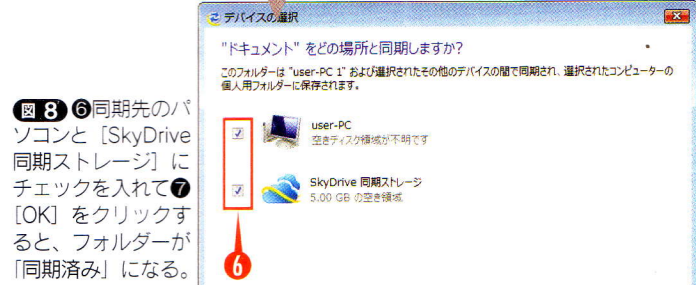 図8 ❻同期先のパ
ソコンと［SkyDrive
同期ストレージ］に
チェックを入れて❼
［OK］をクリックす
ると、フォルダーが
「同期済み」になる。
デバイスの選択
"ドキュメント" をどの場所と同期しますか?
このフォルダーは "user-PC 1" および選択されたその他のデバイスの間で同期され、選択されたコンピューターの
個人用フォルダーに保存されます。
user-PC
空きディスク領域が不明です
SkyDrive 同期ストレージ
5.00 GB の空き領域
❻